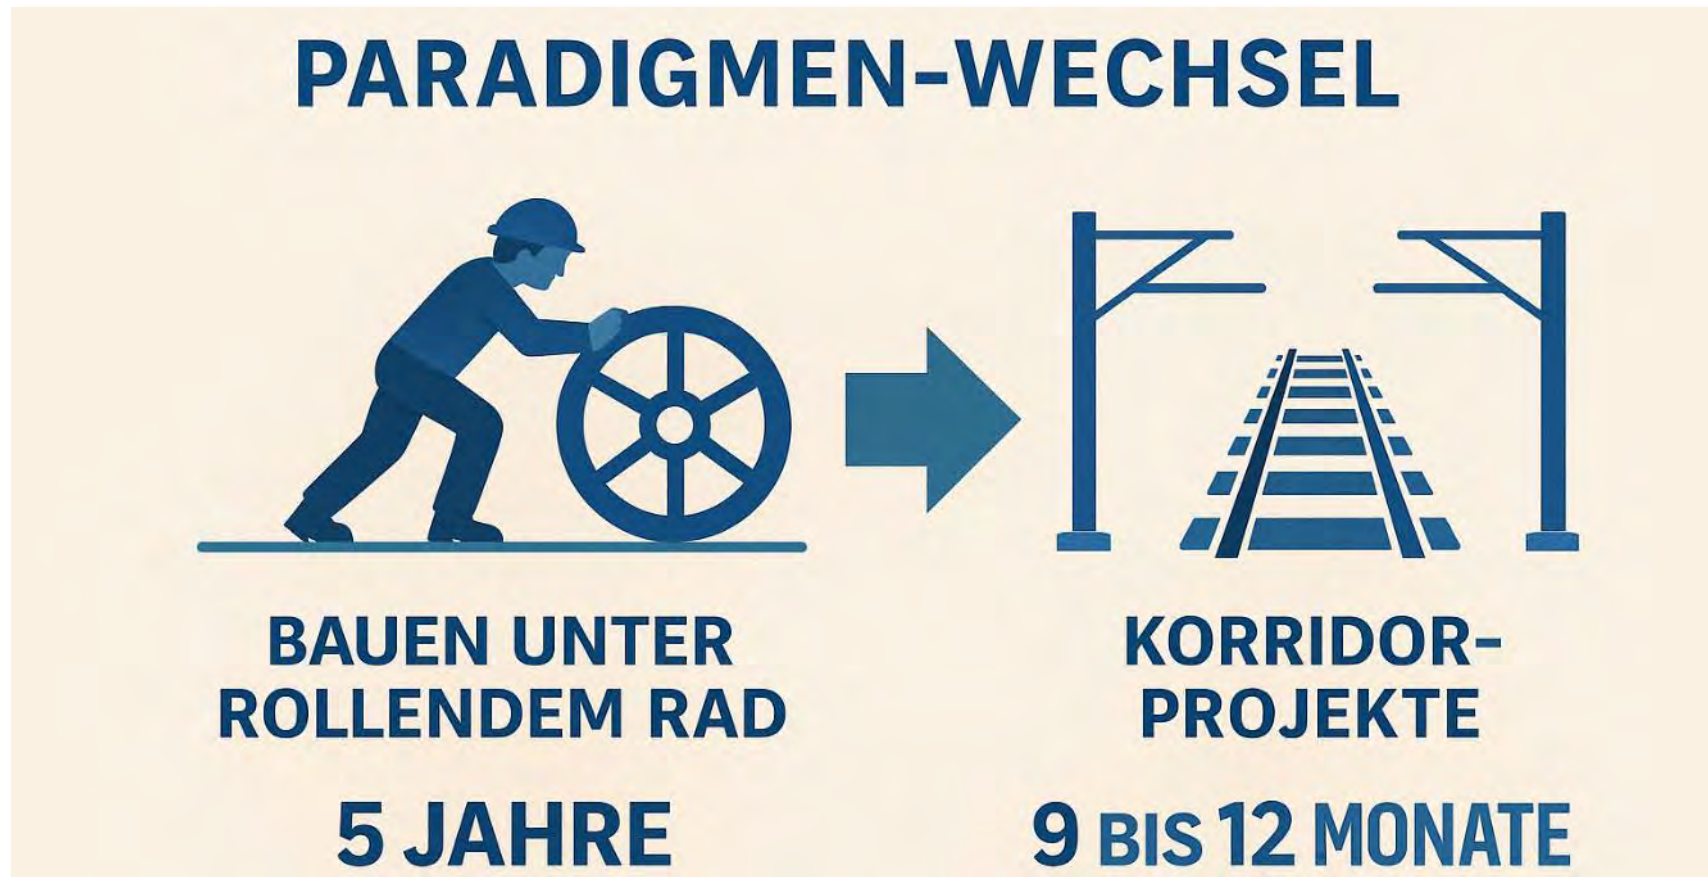 PARADIGMEN-WECHSEL
BAUEN UNTER
ROLLENDEM RAD
5 JAHRE
KORRIDOR-
PROJEKTE
9 BIS 12 MONATE